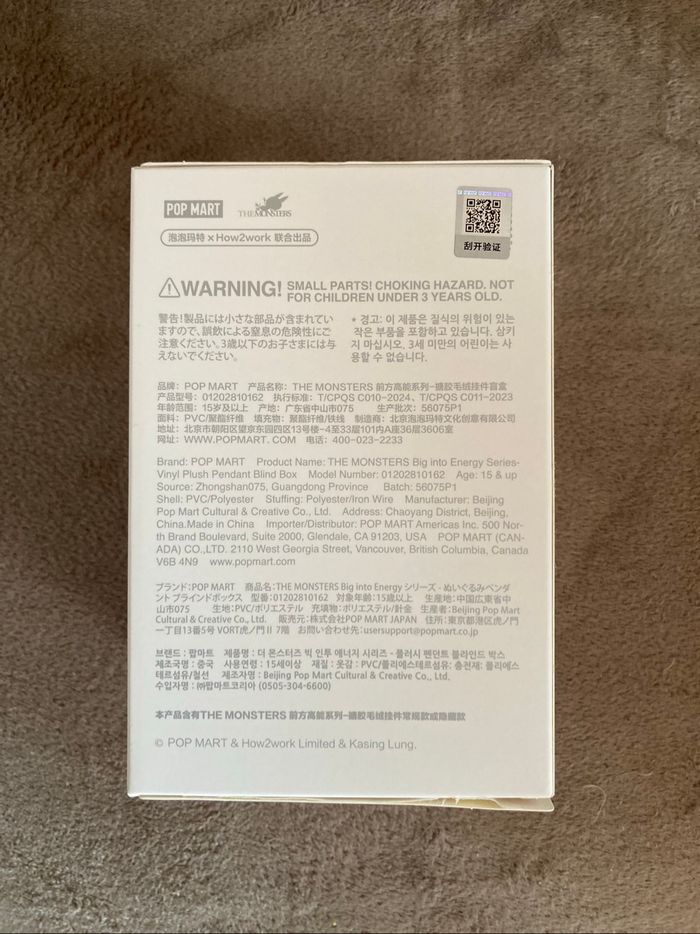 POP MART THE MONSTERS
泡泡玛特 × How2work 联合出品
刮开验证
WARNING! SMALL PARTS! CHOKING HAZARD. NOT
FOR CHILDREN UNDER 3 YEARS OLD.
警告!製品には小さな部品が含まれてい
ますので、誤飲による窒息の危険性にご
注意ください。3歳以下のお子さまには与
えないでください。
* 경고: 이 제품은 질식의 위험이 있는
작은 부품을 포함하고 있습니다. 삼키
지 마십시오. 3세 미만의 어린이는 사
용할 수 없습니다.
品牌: POP MART 产品名称: THE MONSTERS 前方高能系列-搪胶毛绒挂件盲盒
产品型号: 01202810162 执行标准: T/CPQS C010-2024、T/CPQS C011-2023
年龄范围: 15岁及以上 产地: 广东省中山市075 生产批次: 56075P1
面料: PVC/聚酯纤维 填充物: 聚酯纤维/铁线 制造商: 北京泡泡玛特文化创意有限公司
地址: 北京市朝阳区望京东园四区13号楼-4至33层101内A座36层3606室
网址: WWW.POPMART.COM 电话: 400-023-2233
Brand: POP MART Product Name: THE MONSTERS Big into Energy Series-
Vinyl Plush Pendant Blind Box Model Number: 01202810162 Age: 15 & up
Source: Zhongshan075, Guangdong Province Batch: 56075P1
Shell: PVC/Polyester Stuffing: Polyester/Iron Wire Manufacturer: Beijing
Pop Mart Cultural & Creative Co., Ltd. Address: Chaoyang District, Beijing,
China.Made in China Importer/Distributor: POP MART Americas Inc. 500 Nor-
th Brand Boulevard, Suite 2000, Glendale, CA 91203, USA POP MART (CAN-
ADA) CO.,LTD. 2110 West Georgia Street, Vancouver, British Columbia, Canada
V6B 4N9 www.popmart.com
ブランド:POP MART 商品名:THE MONSTERS Big into Energy シリーズ - ぬいぐるみペンダ
ント ブラインドボックス 型番:01202810162 対象年齢:15歳以上 生産地:中国広東省中
山市075 生地:PVC/ポリエステル 充填物:ポリエステル/針金 生産者:Beijing Pop Mart
Cultural & Creative Co., Ltd. 販売元:株式会社POP MART JAPAN 住所:東京都港区虎ノ門
一丁目13番5号 VORT虎ノ門Ⅱ 7階 お問い合わせ先:usersupport@popmart.co.jp
브랜드 : 팝마트 제품명 : 더 몬스터즈 빅 인투 에너지 시리즈 - 플러시 펜던트 블라인드 박스
제조국명 : 중국 사용연령 : 15세이상 재질 : 옷감 : PVC/폴리에스테르섬유: 충전재: 폴리에스
테르섬유/철선 제조자명 : Beijing Pop Mart Cultural & Creative Co., Ltd.
수입자명 : ㈜팝마트코리아 (0505-304-6600)
本产品含有THE MONSTERS 前方高能系列-搪胶毛绒挂件常规款或隐藏款
© POP MART & How2work Limited & Kasing Lung.